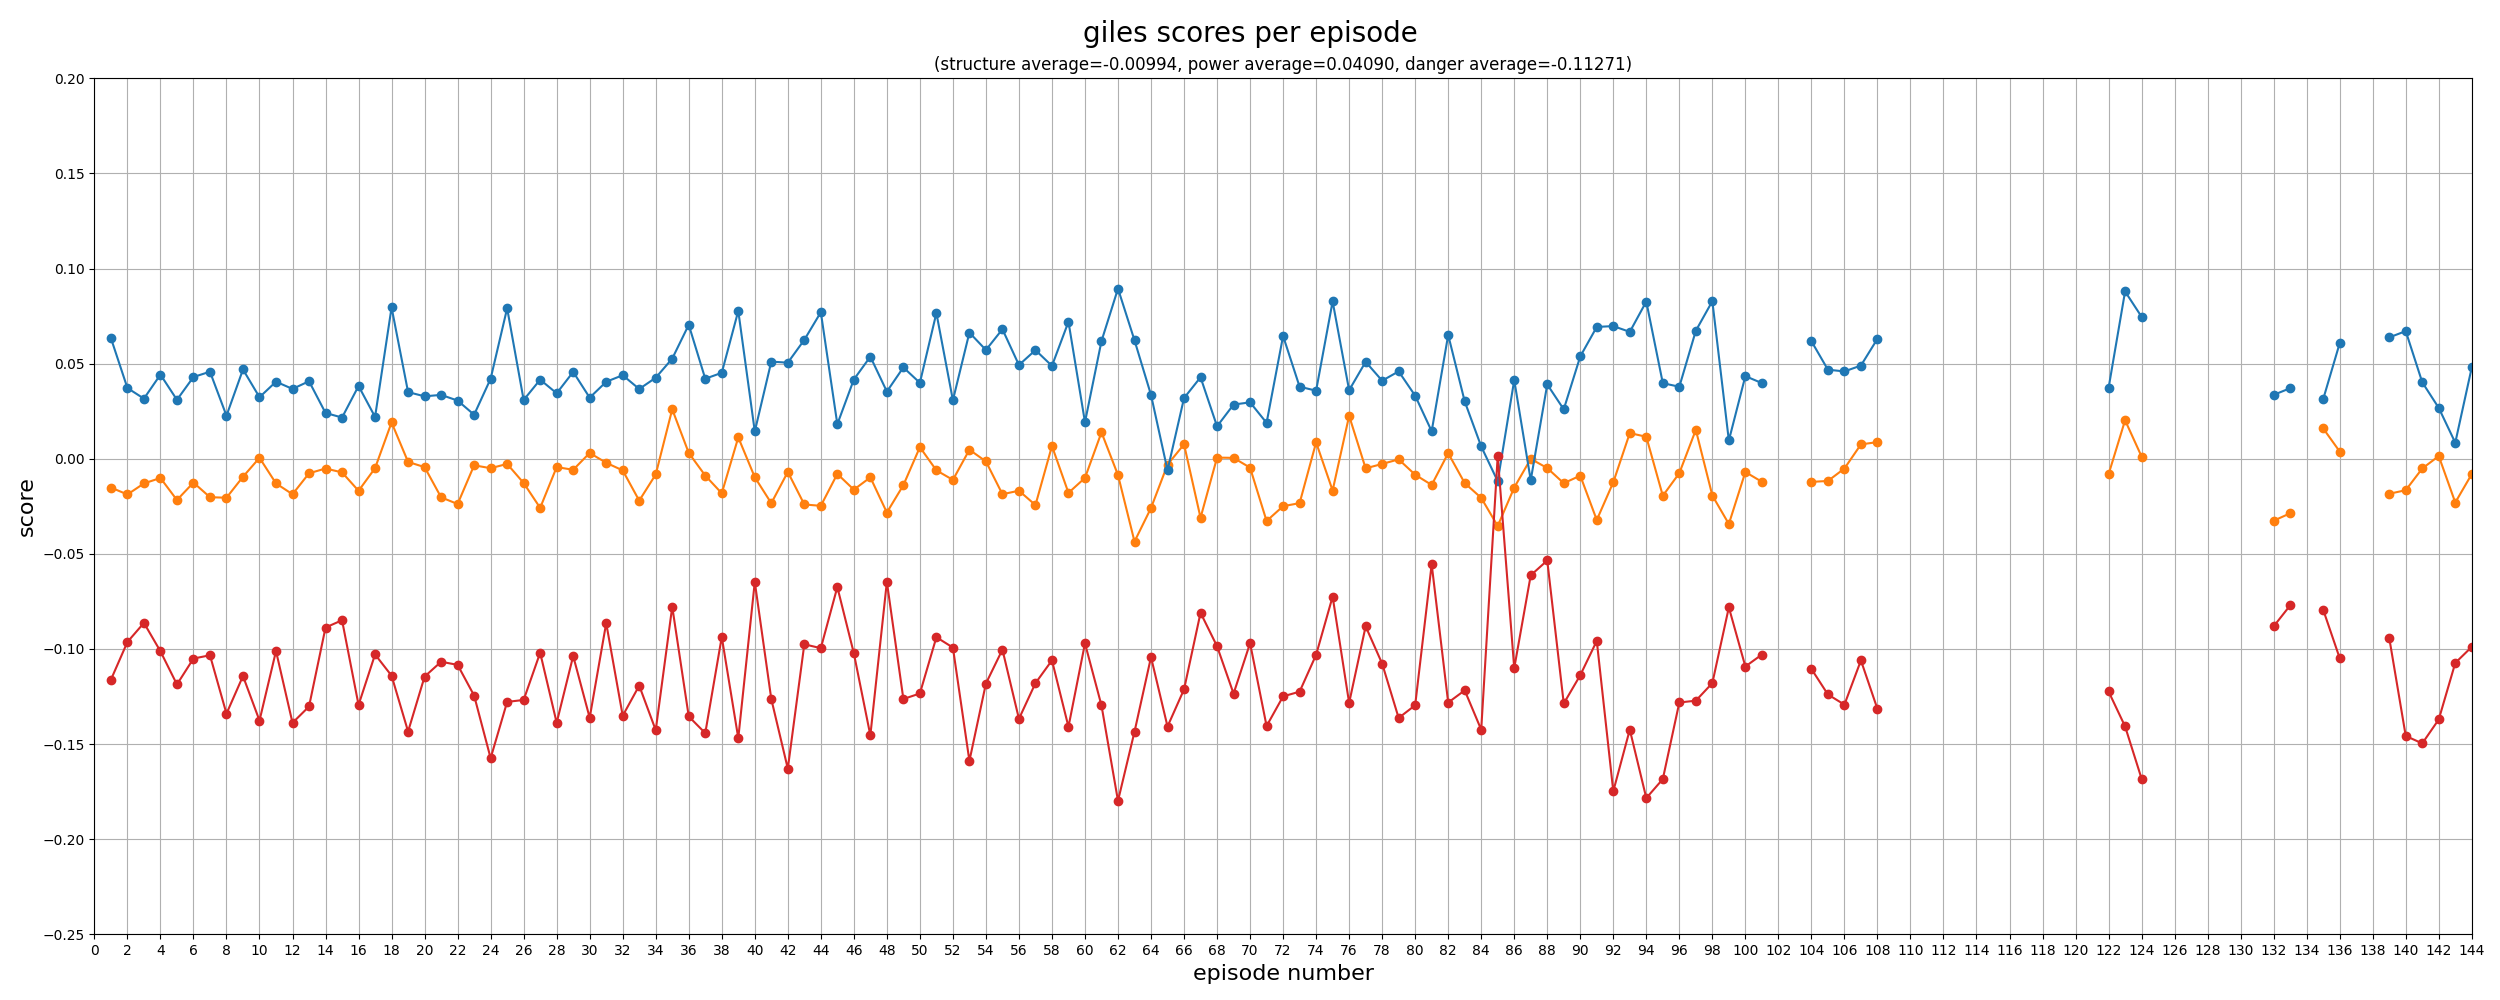 giles scores per episode
(structure average=-0.00994, power average=0.04090, danger average=-0.11271)
0.20
0.15
0.10
0.05
0.00
−0.05
−0.10
−0.15
−0.20
−0.25
score
0 2 4 6 8 10 12 14 16 18 20 22 24 26 28 30 32 34 36 38 40 42 44 46 48 50 52 54 56 58 60 62 64 66 68 70 72 74 76 78 80 82 84 86 88 90 92 94 96 98 100 102 104 106 108 110 112 114 116 118 120 122 124 126 128 130 132 134 136 138 140 142 144
episode number